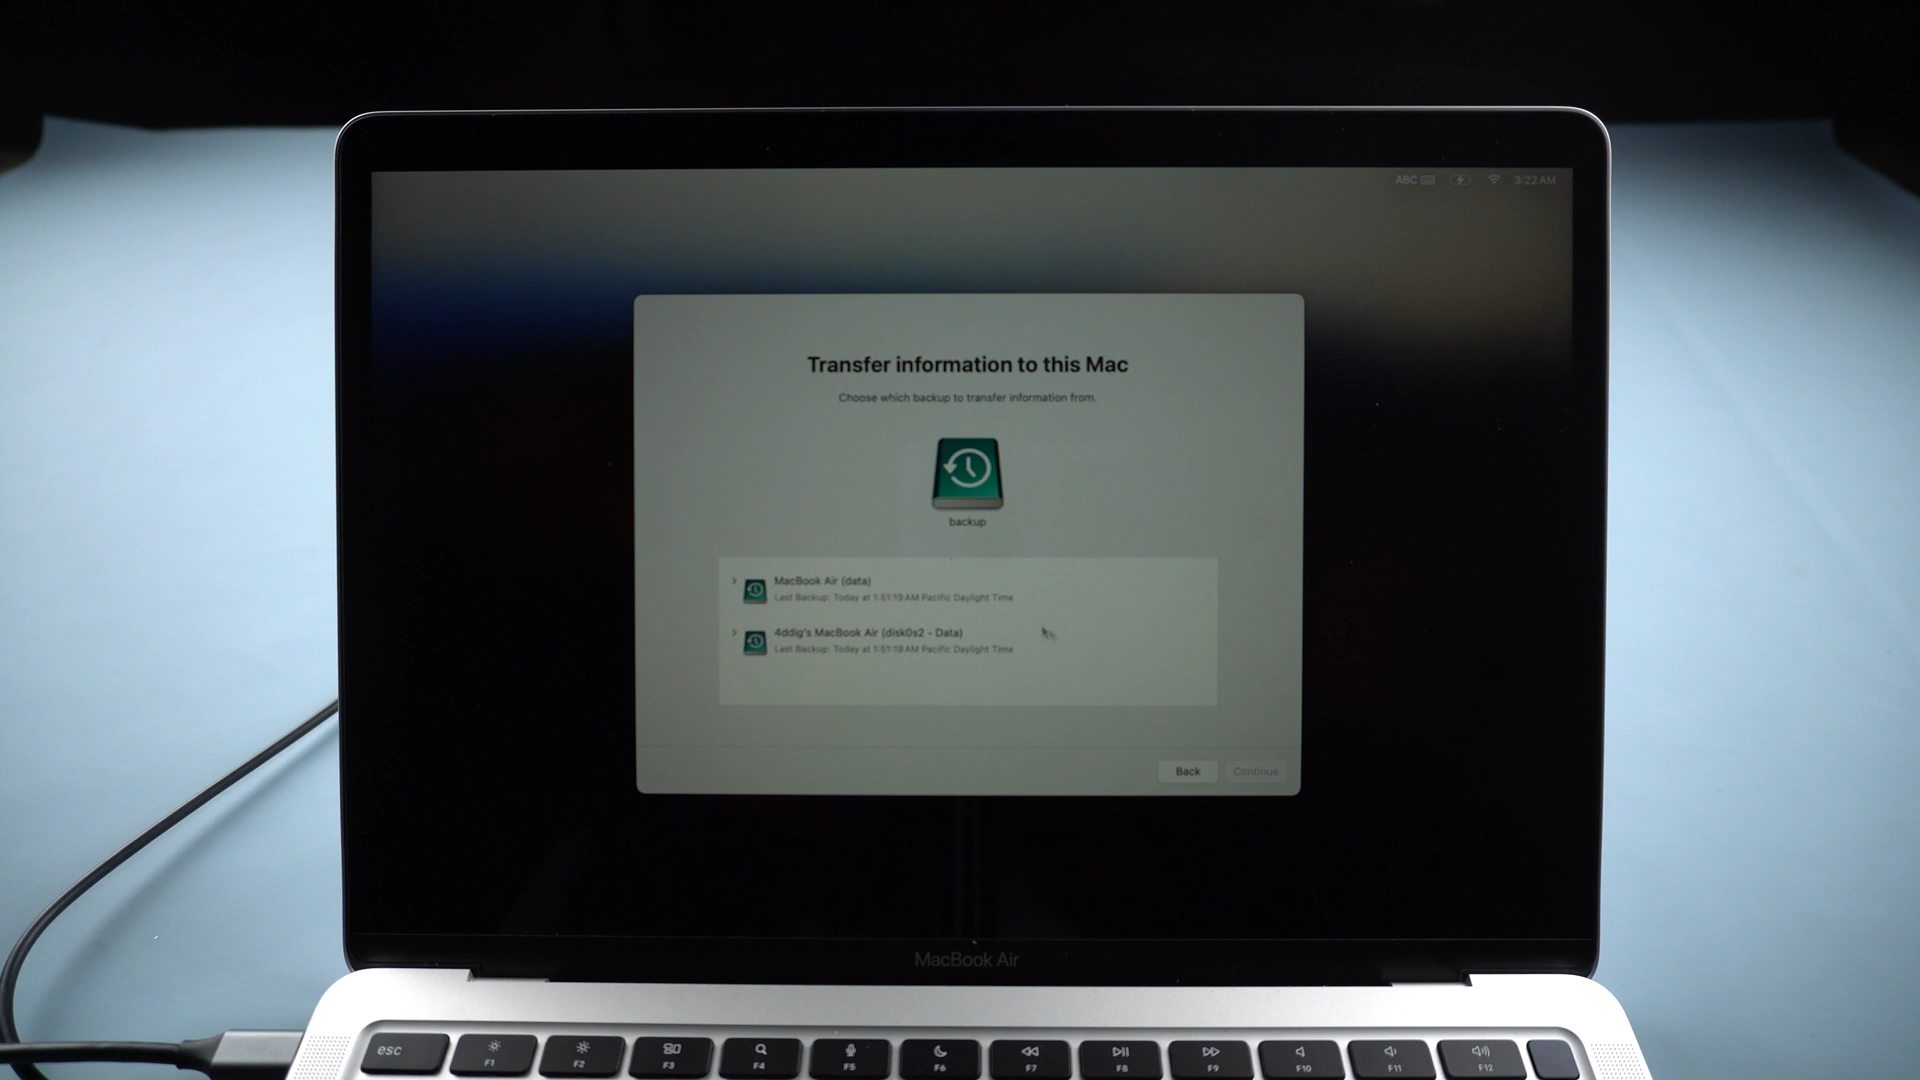 ABC 3:22 AM
Transfer information to this Mac
Choose which backup to transfer information from.
backup
MacBook Air (data)
Last Backup: Today at 1:51:19 AM Pacific Daylight Time
4ddig's MacBook Air (disk0s2 - Data)
Last Backup: Today at 1:51:19 AM Pacific Daylight Time
Back Continue
MacBook Air
esc F1 F2 F3 F4 F5 F6 F7 F8 F9 F10 F11 F12